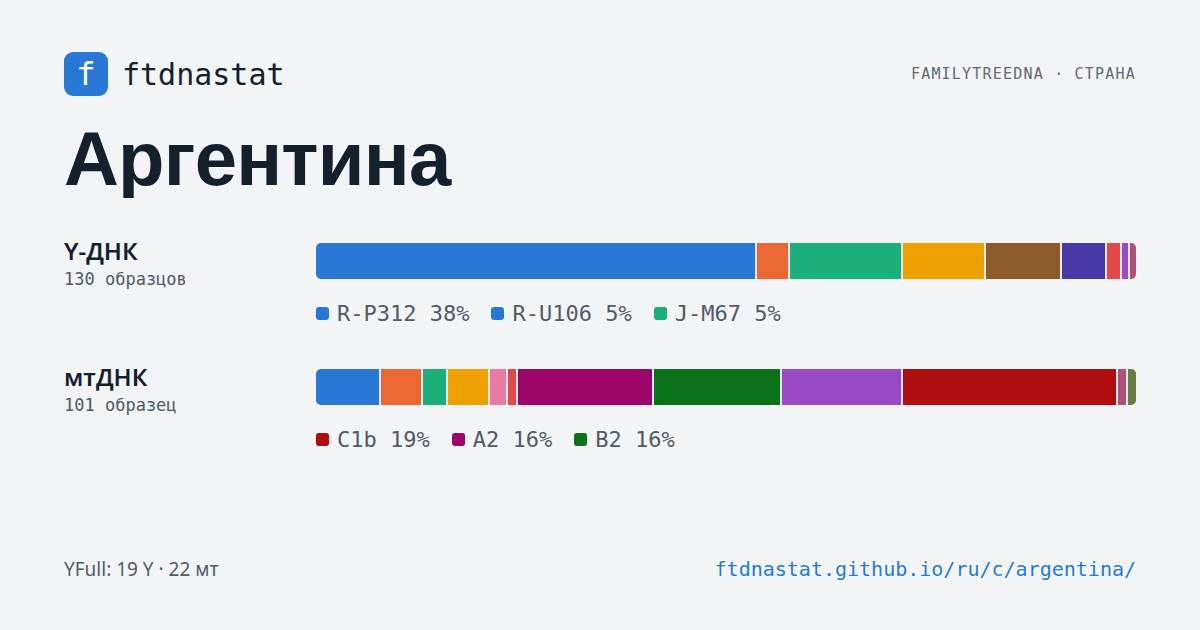 f ftdnastat
FAMILYTREEDNA · СТРАНА
Аргентина
Y-ДНК
130 образцов
R-P312 38% R-U106 5% J-M67 5%
мтДНК
101 образец
C1b 19% A2 16% B2 16%
YFull: 19 Y · 22 мт
ftdnastat.github.io/ru/c/argentina/